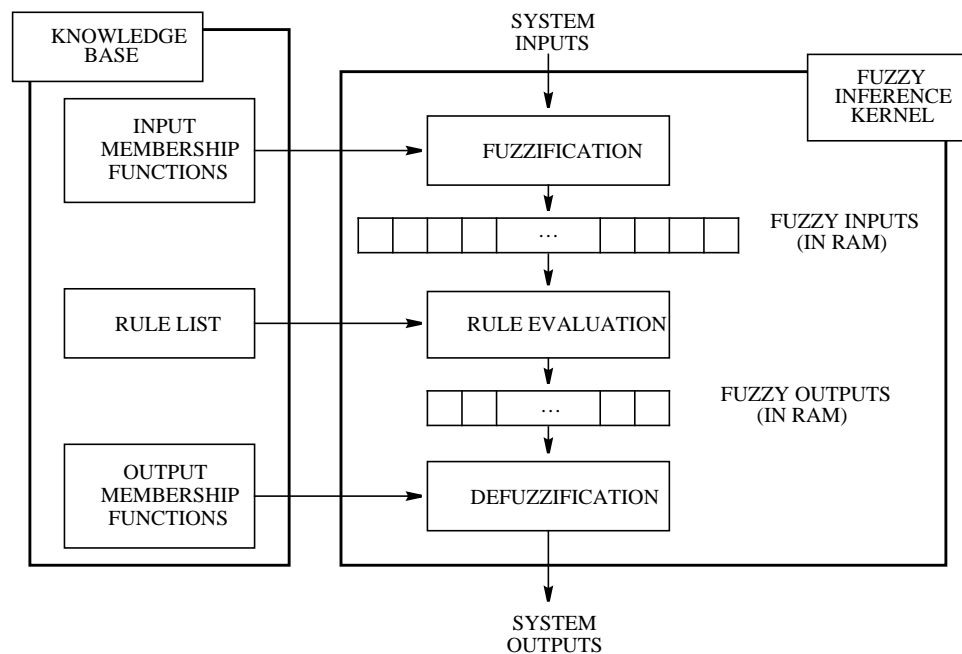 KNOWLEDGE
BASE
SYSTEM
INPUTS
FUZZY
INFERENCE
KERNEL
INPUT
MEMBERSHIP
FUNCTIONS
FUZZIFICATION
...
FUZZY INPUTS
(IN RAM)
RULE LIST
RULE EVALUATION
...
FUZZY OUTPUTS
(IN RAM)
OUTPUT
MEMBERSHIP
FUNCTIONS
DEFUZZIFICATION
SYSTEM
OUTPUTS